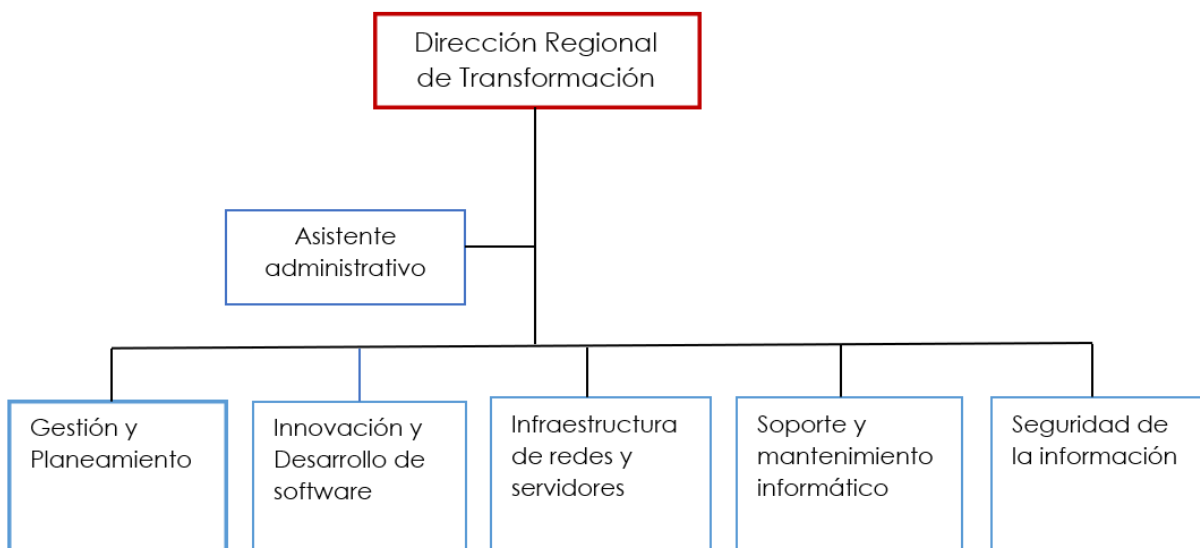 Dirección Regional
de Transformación
Asistente
administrativo
Gestión y
Planeamiento
Innovación y
Desarrollo de
software
Infraestructura
de redes y
servidores
Soporte y
mantenimiento
informático
Seguridad de
la información